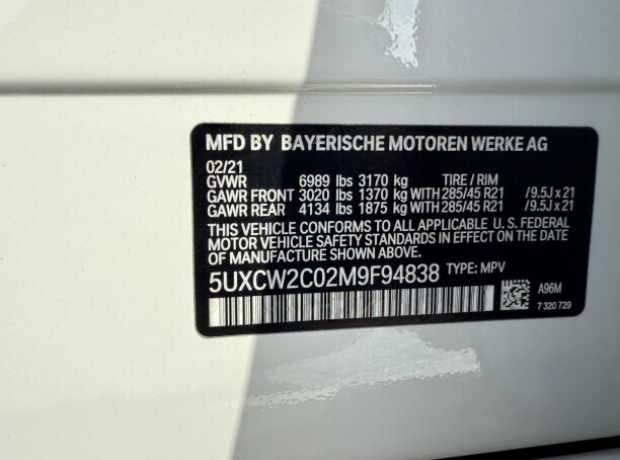 MFD BY BAYERISCHE MOTOREN WERKE AG
02/21
GVWR 6989 lbs 3170 kg TIRE / RIM
GAWR FRONT 3020 lbs 1370 kg WITH 285/45 R21 /9.5J x 21
GAWR REAR 4134 lbs 1875 kg WITH 285/45 R21 /9.5J x 21
THIS VEHICLE CONFORMS TO ALL APPLICABLE U. S. FEDERAL
MOTOR VEHICLE SAFETY STANDARDS IN EFFECT ON THE DATE
OF MANUFACTURE SHOWN ABOVE.
5UXCW2C02M9F94838 TYPE: MPV
A96M
7 320 729